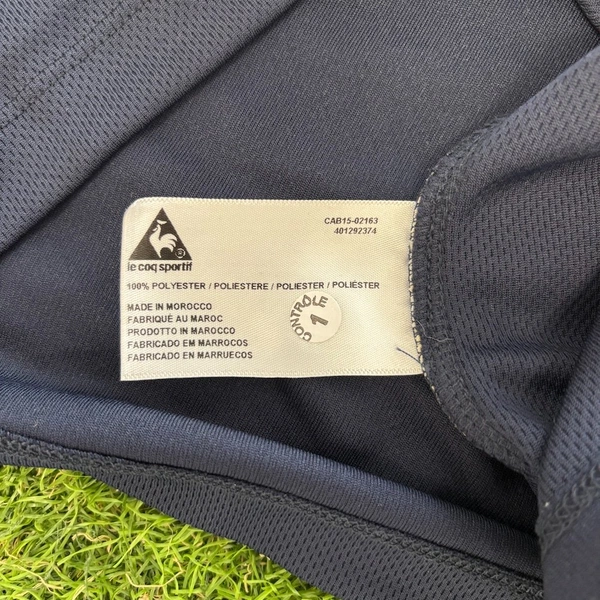 CAB15-02163
401292374
le coq sportif
100% POLYESTER / POLIESTERE / POLIESTER / POLIÉSTER
MADE IN MOROCCO
FABRIQUÉ AU MAROC
PRODOTTO IN MAROCCO
FABRICADO EM MARROCOS
FABRICADO EN MARRUECOS
CONTRÔLE
1